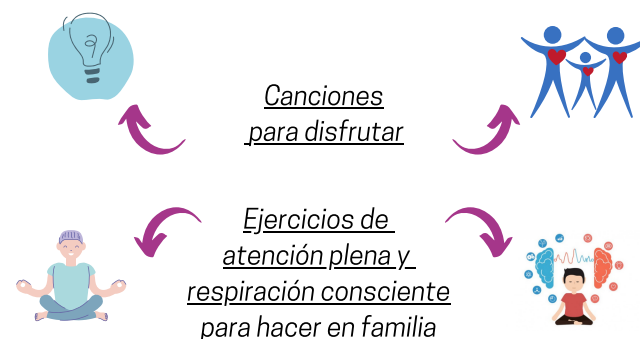 Canciones
para disfrutar
Ejercicios de
atención plena y
respiración consciente
para hacer en familia